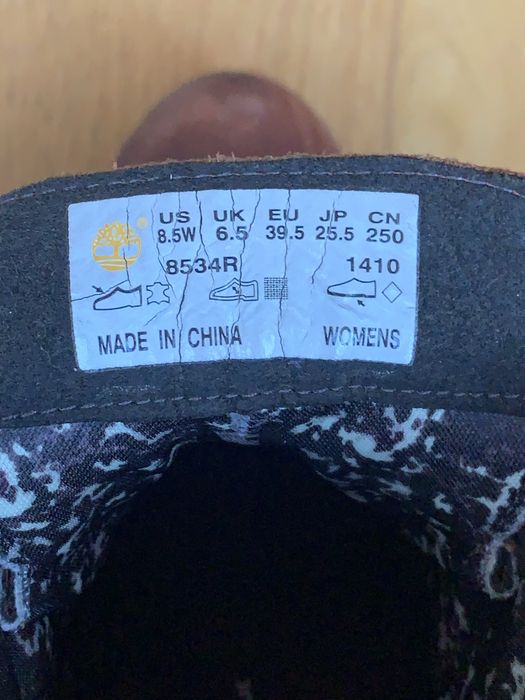 US UK EU JP CN
8.5W 6.5 39.5 25.5 250
8534R 1410
MADE IN CHINA WOMENS